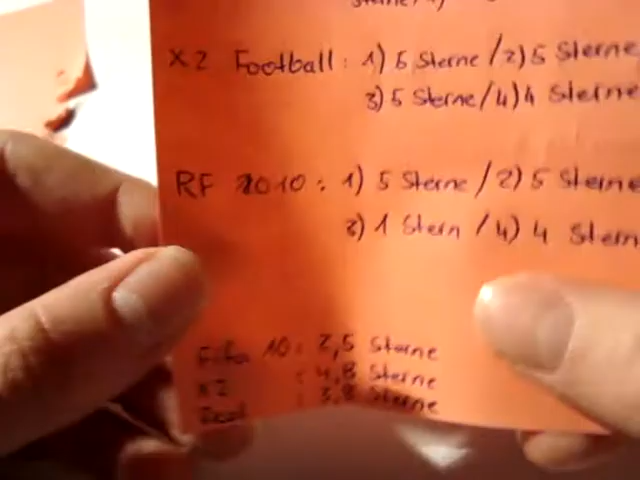 X2 Football: 1) 5 Sterne / 2) 5 Sterne
3) 5 Sterne / 4) 4 Sterne
RF 2010: 1) 5 Sterne / 2) 5 Sterne
3) 1 Stern / 4) 4 Stern
Fifa 10: 2,5 Sterne
X2 : 4,8 Sterne
Real : 3,8 Sterne